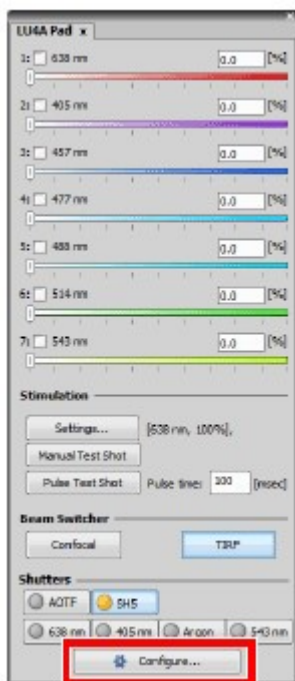 LU4A Pad x
1: 638 nm 0.0 [%]
2: 405 nm 0.0 [%]
3: 457 nm 0.0 [%]
4: 477 nm 0.0 [%]
5: 488 nm 0.0 [%]
6: 514 nm 0.0 [%]
7: 543 nm 0.0 [%]
Stimulation
Settings... [638 nm, 100%],
Manual Test Shot
Pulse Test Shot Pulse time: 100 [msec]
Beam Switcher
Confocal TIRF
Shutters
AOTF SH5
638 nm 405 nm Argon 543 nm
Configure...